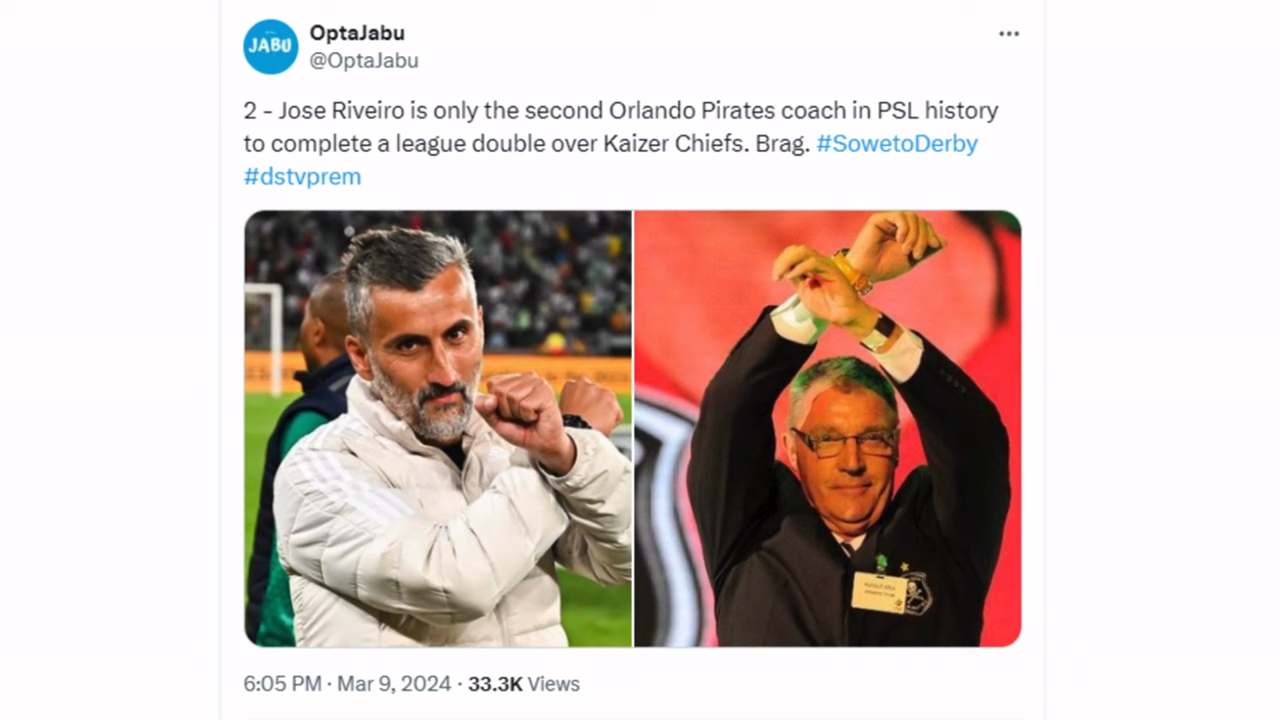 JABU
OptaJabu
@OptaJabu
2 - Jose Riveiro is only the second Orlando Pirates coach in PSL history
to complete a league double over Kaizer Chiefs. Brag. #SowetoDerby
#dstvprem
6:05 PM · Mar 9, 2024 · 33.3K Views